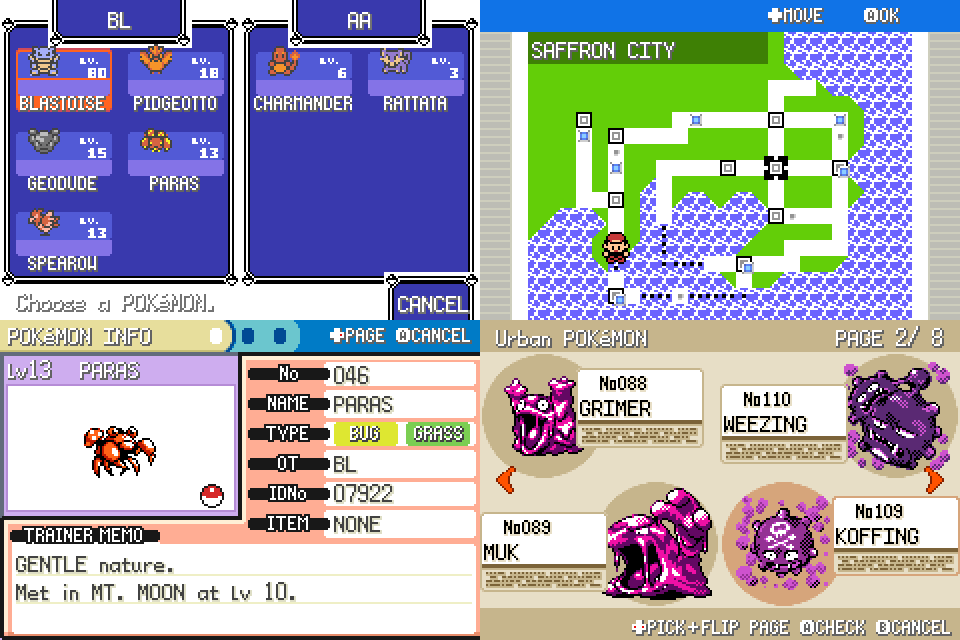 BL
AA
Lv. 80
BLASTOISE
Lv. 18
PIDGEOTTO
Lv. 6
CHARMANDER
Lv. 3
RATTATA
Lv. 15
GEODUDE
Lv. 13
PARAS
Lv. 13
SPEAROW
Choose a POKéMON.
CANCEL
MOVE OK
SAFFRON CITY
POKéMON INFO
PAGE CANCEL
Lv13 PARAS
No 046
NAME PARAS
TYPE BUG GRASS
OT BL
IDNo 07922
ITEM NONE
TRAINER MEMO
GENTLE nature.
Met in MT. MOON at Lv 10.
Urban POKéMON PAGE 2/ 8
No088
GRIMER
No110
WEEZING
No089
MUK
No109
KOFFING
PICK+FLIP PAGE CHECK CANCEL